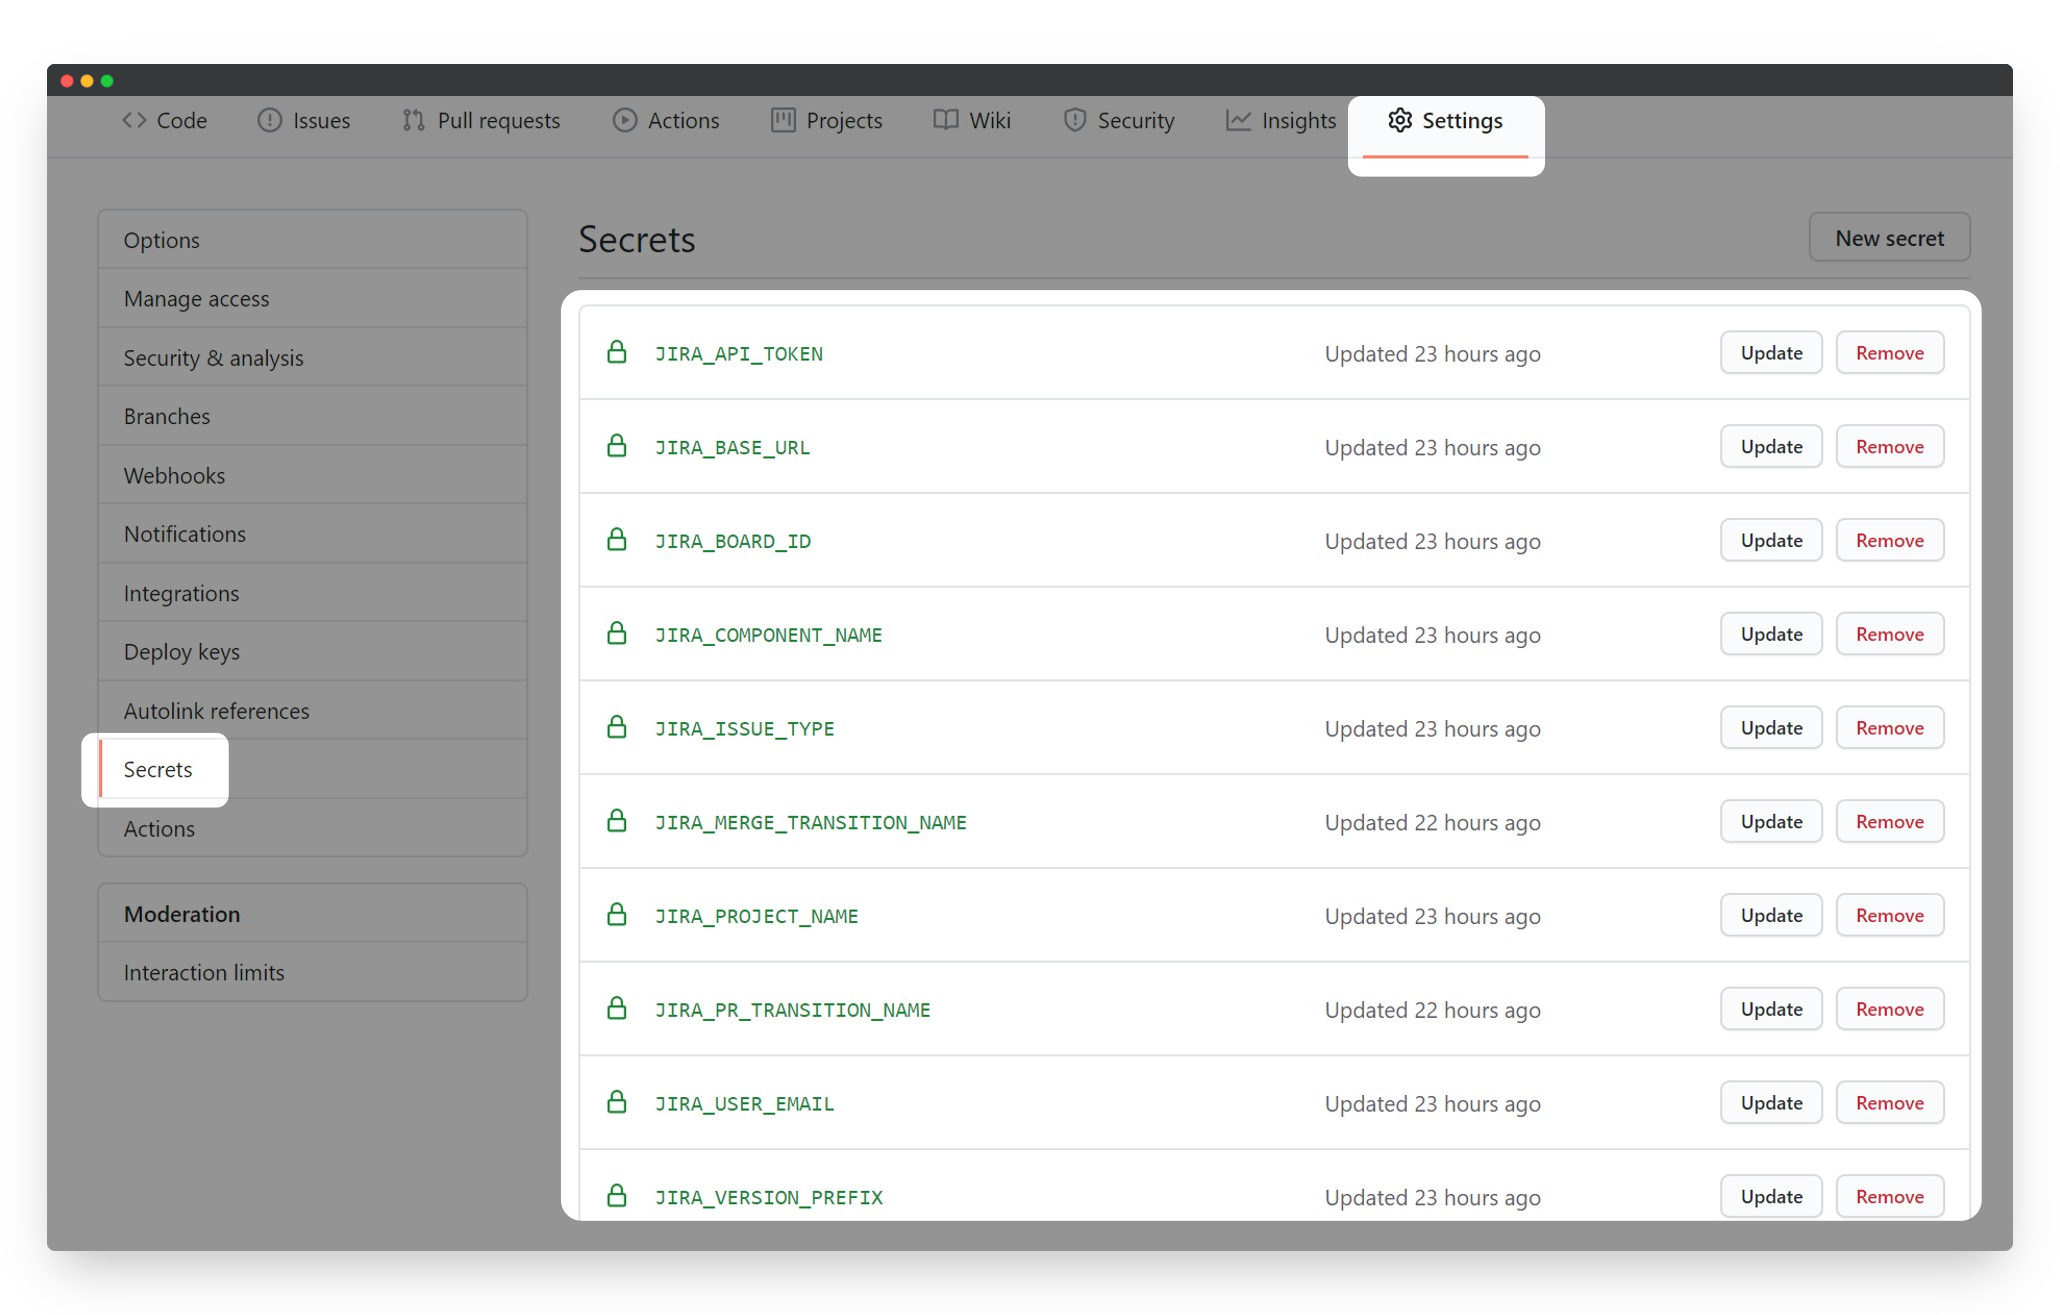 Code Issues Pull requests Actions Projects Wiki Security Insights Settings
Options
Manage access
Security & analysis
Branches
Webhooks
Notifications
Integrations
Deploy keys
Autolink references
Secrets
Actions
Moderation
Interaction limits
Secrets New secret
JIRA_API_TOKEN Updated 23 hours ago Update Remove
JIRA_BASE_URL Updated 23 hours ago Update Remove
JIRA_BOARD_ID Updated 23 hours ago Update Remove
JIRA_COMPONENT_NAME Updated 23 hours ago Update Remove
JIRA_ISSUE_TYPE Updated 23 hours ago Update Remove
JIRA_MERGE_TRANSITION_NAME Updated 22 hours ago Update Remove
JIRA_PROJECT_NAME Updated 23 hours ago Update Remove
JIRA_PR_TRANSITION_NAME Updated 22 hours ago Update Remove
JIRA_USER_EMAIL Updated 23 hours ago Update Remove
JIRA_VERSION_PREFIX Updated 23 hours ago Update Remove